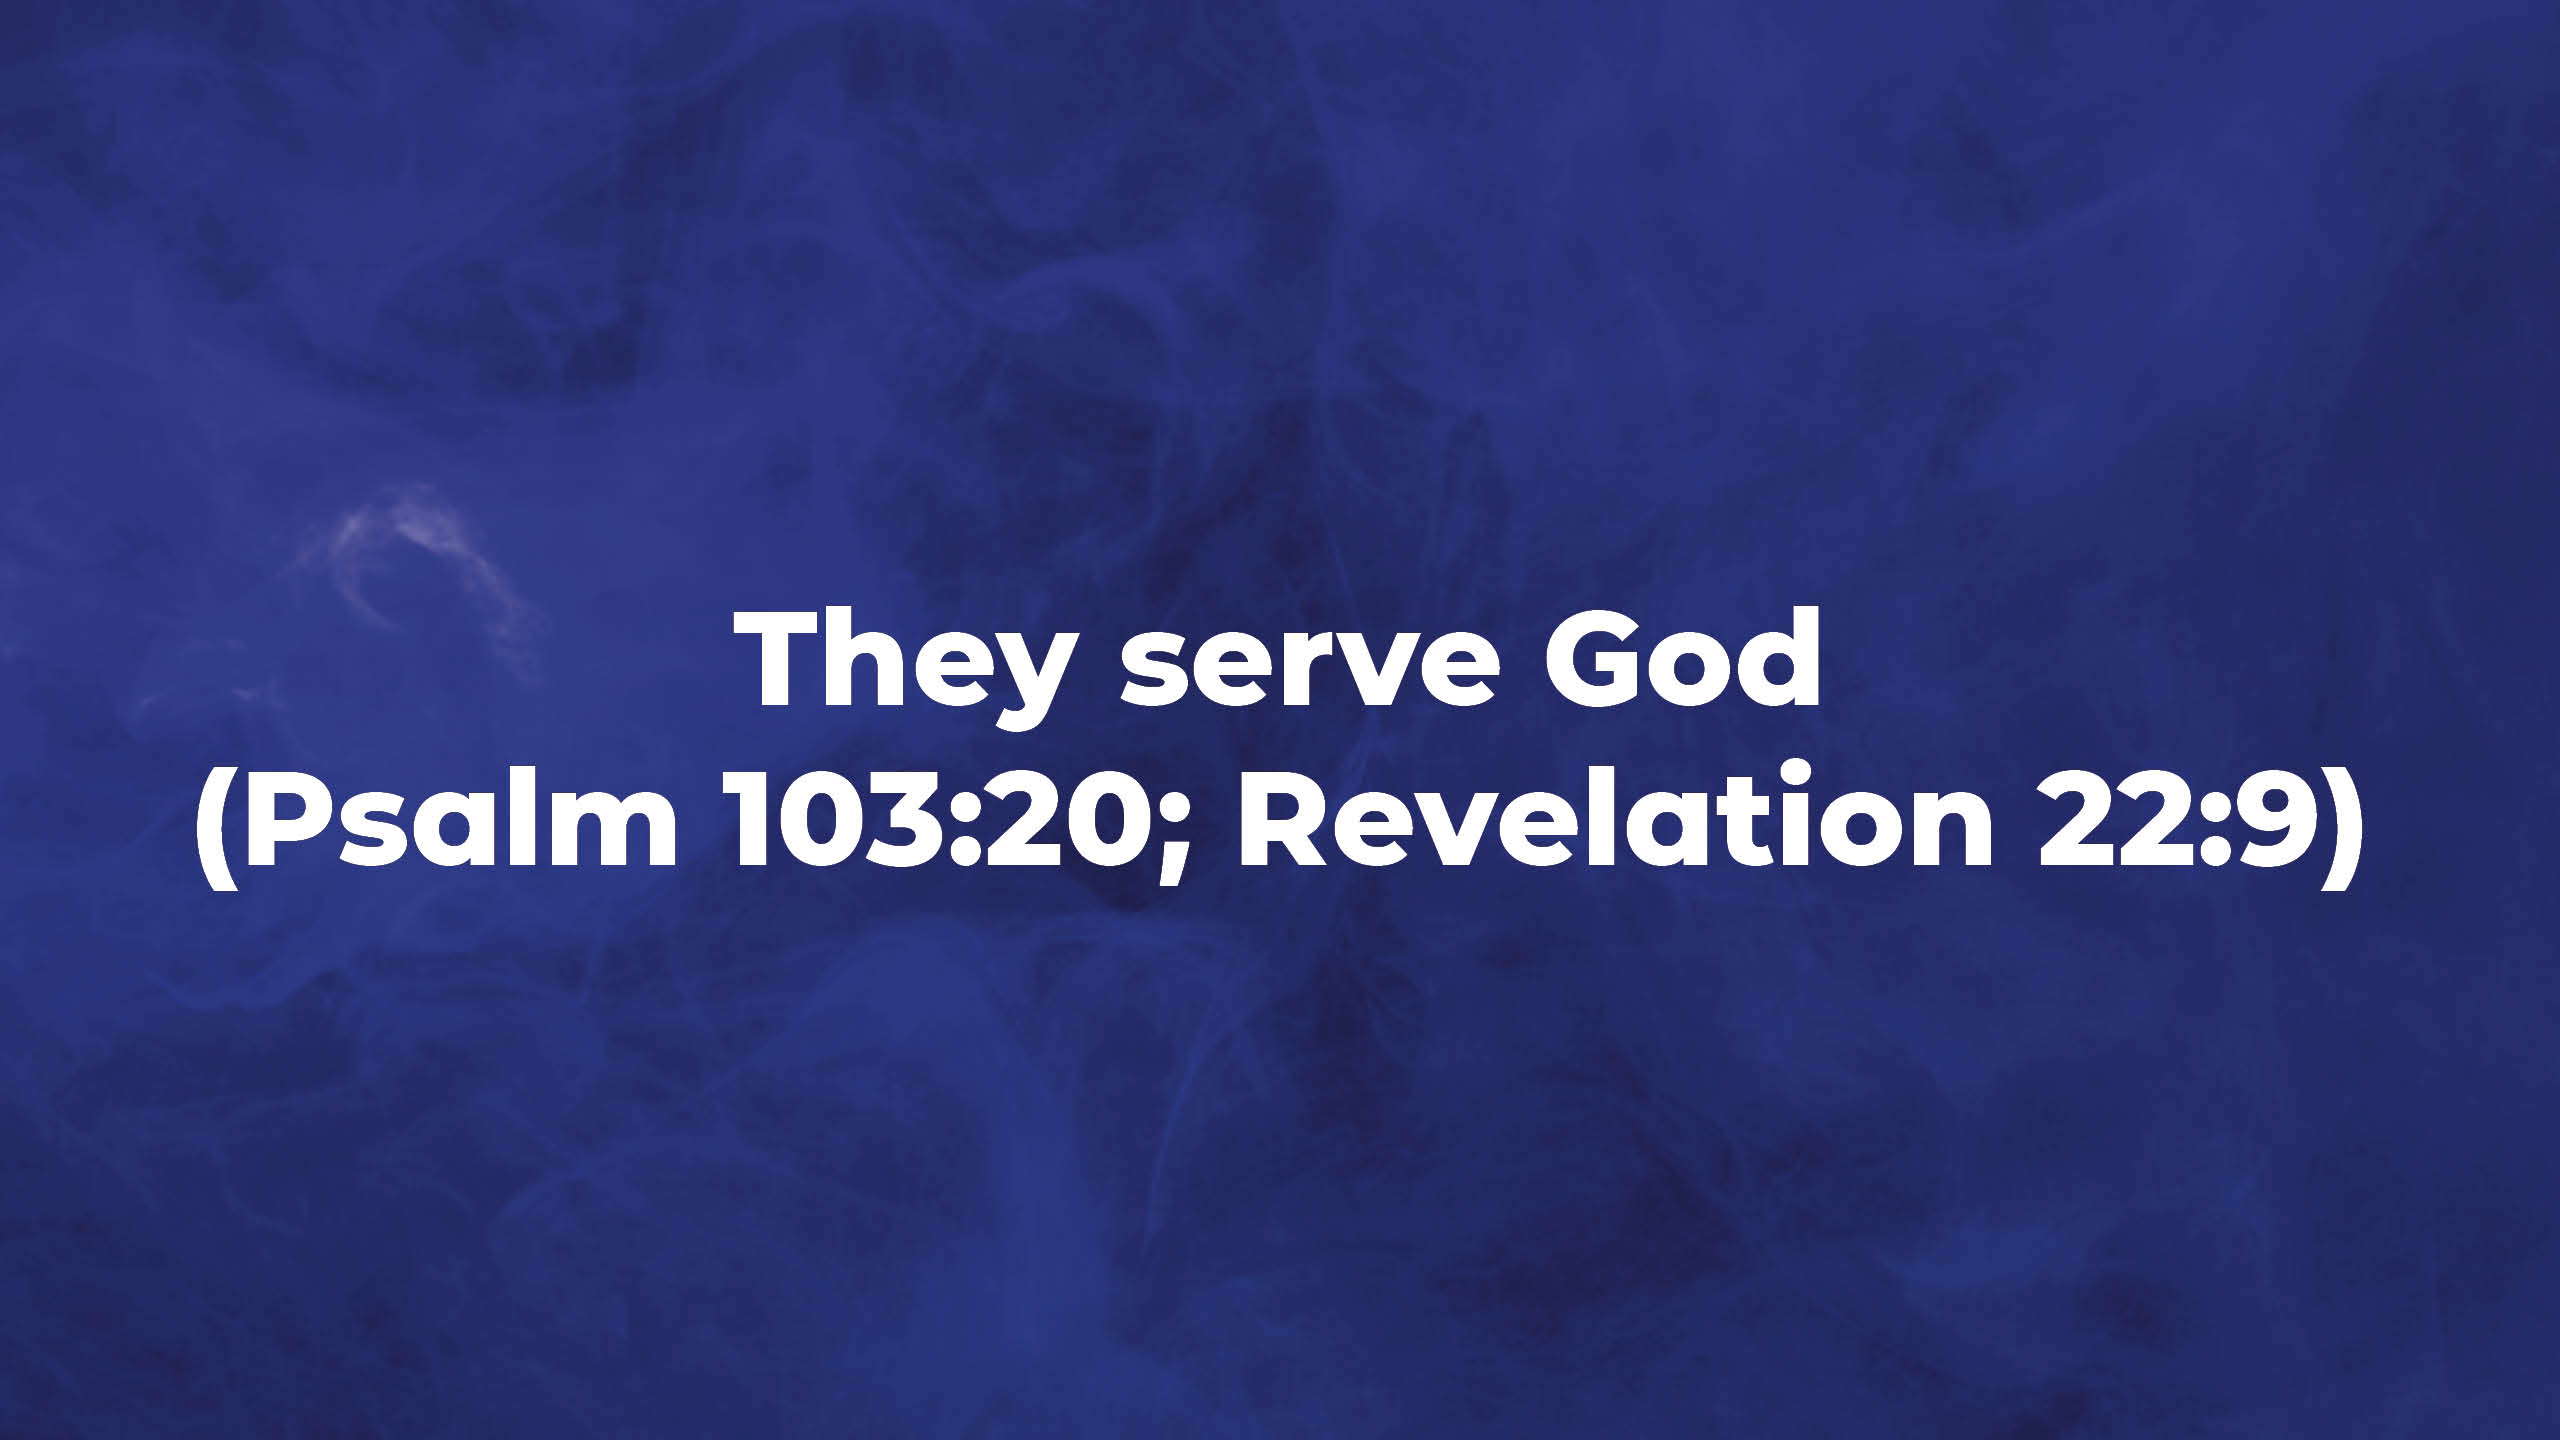 They serve God
(Psalm 103:20; Revelation 22:9)